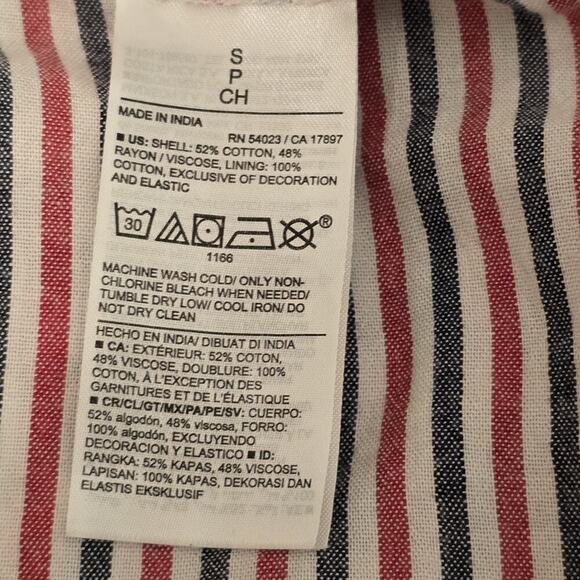 S
P
CH
MADE IN INDIA
RN 54023 / CA 17897
■ US: SHELL: 52% COTTON, 48%
RAYON / VISCOSE, LINING: 100%
COTTON, EXCLUSIVE OF DECORATION
AND ELASTIC
30 ®
1166
MACHINE WASH COLD/ ONLY NON-
CHLORINE BLEACH WHEN NEEDED/
TUMBLE DRY LOW/ COOL IRON/ DO
NOT DRY CLEAN
HECHO EN INDIA/ DIBUAT DI INDIA
■ CA: EXTÉRIEUR: 52% COTON,
48% VISCOSE, DOUBLURE: 100%
COTON, À L'EXCEPTION DES
GARNITURES ET DE L'ÉLASTIQUE
■ CR/CL/GT/MX/PA/PE/SV: CUERPO:
52% algodón, 48% viscosa, FORRO:
100% algodón, EXCLUYENDO
DECORACION Y ELASTICO ■ ID:
RANGKA: 52% KAPAS, 48% VISCOSE,
LAPISAN: 100% KAPAS, DEKORASI DAN
ELASTIS EKSKLUSIF